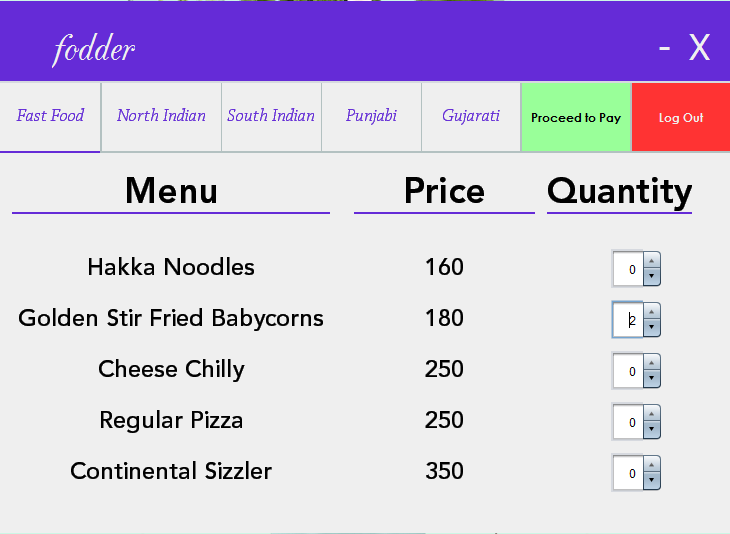 fodder - X
Fast Food North Indian South Indian Punjabi Gujarati Proceed to Pay Log Out
Menu Price Quantity
Hakka Noodles 160 0
Golden Stir Fried Babycorns 180 2
Cheese Chilly 250 0
Regular Pizza 250 0
Continental Sizzler 350 0